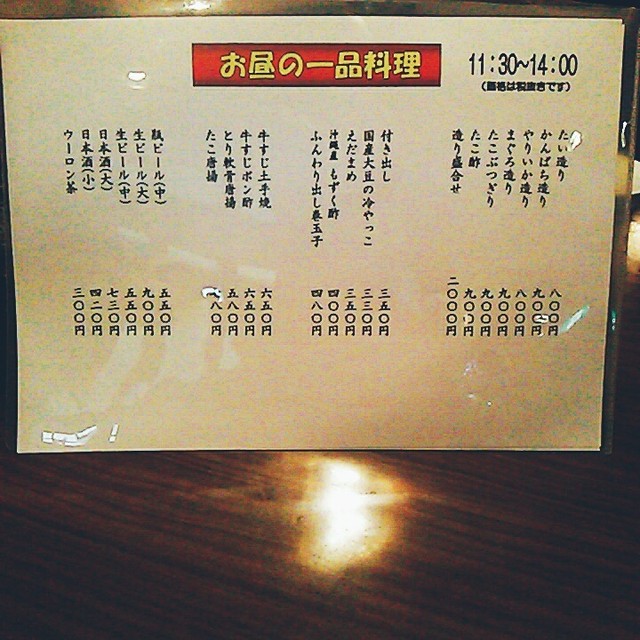 お昼の一品料理
11:30~14:00
(価格は税抜きです)
たい造り 八〇〇円
かんぱち造り 九〇〇円
やりいか造り 八〇〇円
まぐろ造り 九〇〇円
たこぶつぎり 九〇〇円
たこ酢 九〇〇円
造り盛合せ 二〇〇〇円
付き出し 三五〇円
国産大豆の冷やっこ 三三〇円
えだまめ 三五〇円
沖縄産 もずく酢 四〇〇円
ふんわり出し巻玉子 四八〇円
牛すじ土手焼 六五〇円
牛すじポン酢 六五〇円
とり軟骨唐揚 五八〇円
たこ唐揚
瓶ビール(中) 五五〇円
生ビール(大) 九〇〇円
生ビール(中) 五五〇円
日本酒(大) 七三〇円
日本酒(小) 四二〇円
ウーロン茶 三〇〇円